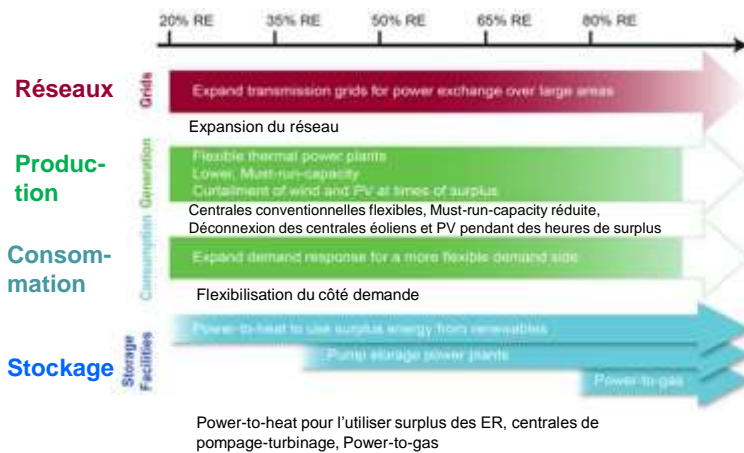 20% RE 35% RE 50% RE 65% RE 80% RE
Réseaux
Grids
Expand transmission grids for power exchange over large areas
Expansion du réseau
Produc-
tion
Generation
Flexible thermal power plants
Lower, Must-run-capacity
Curtailment of wind and PV at times of surplus
Centrales conventionnelles flexibles, Must-run-capacity réduite,
Déconnexion des centrales éoliens et PV pendant des heures de surplus
Consom-
mation
Consumption
Expand demand response for a more flexible demand side
Flexibilisation du côté demande
Stockage
Storage
Facilities
Power-to-heat to use surplus energy from renewables
Pump storage power plants
Power-to-gas
Power-to-heat pour l'utiliser surplus des ER, centrales de
pompage-turbinage, Power-to-gas